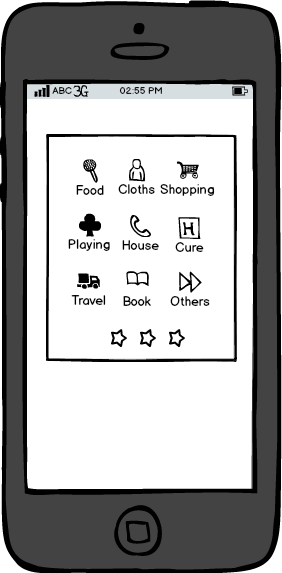 ABC 3G 02:55 PM
Food Cloths Shopping
Playing House H Cure
Travel Book Others